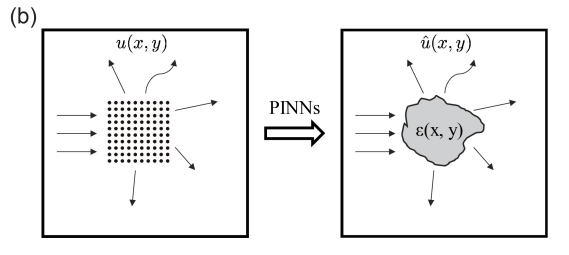 (b)
u(x, y)
û(x, y)
PINNs
ε(x, y)